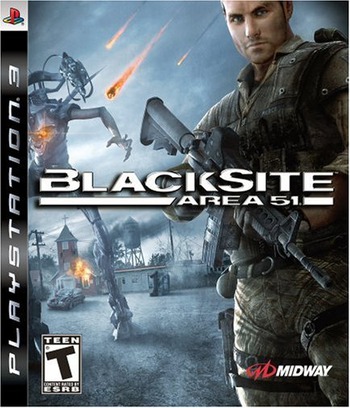 PLAYSTATION 3
BLACKSITE
AREA 51
TEEN
T
CONTENT RATED BY
ESRB
MIDWAY